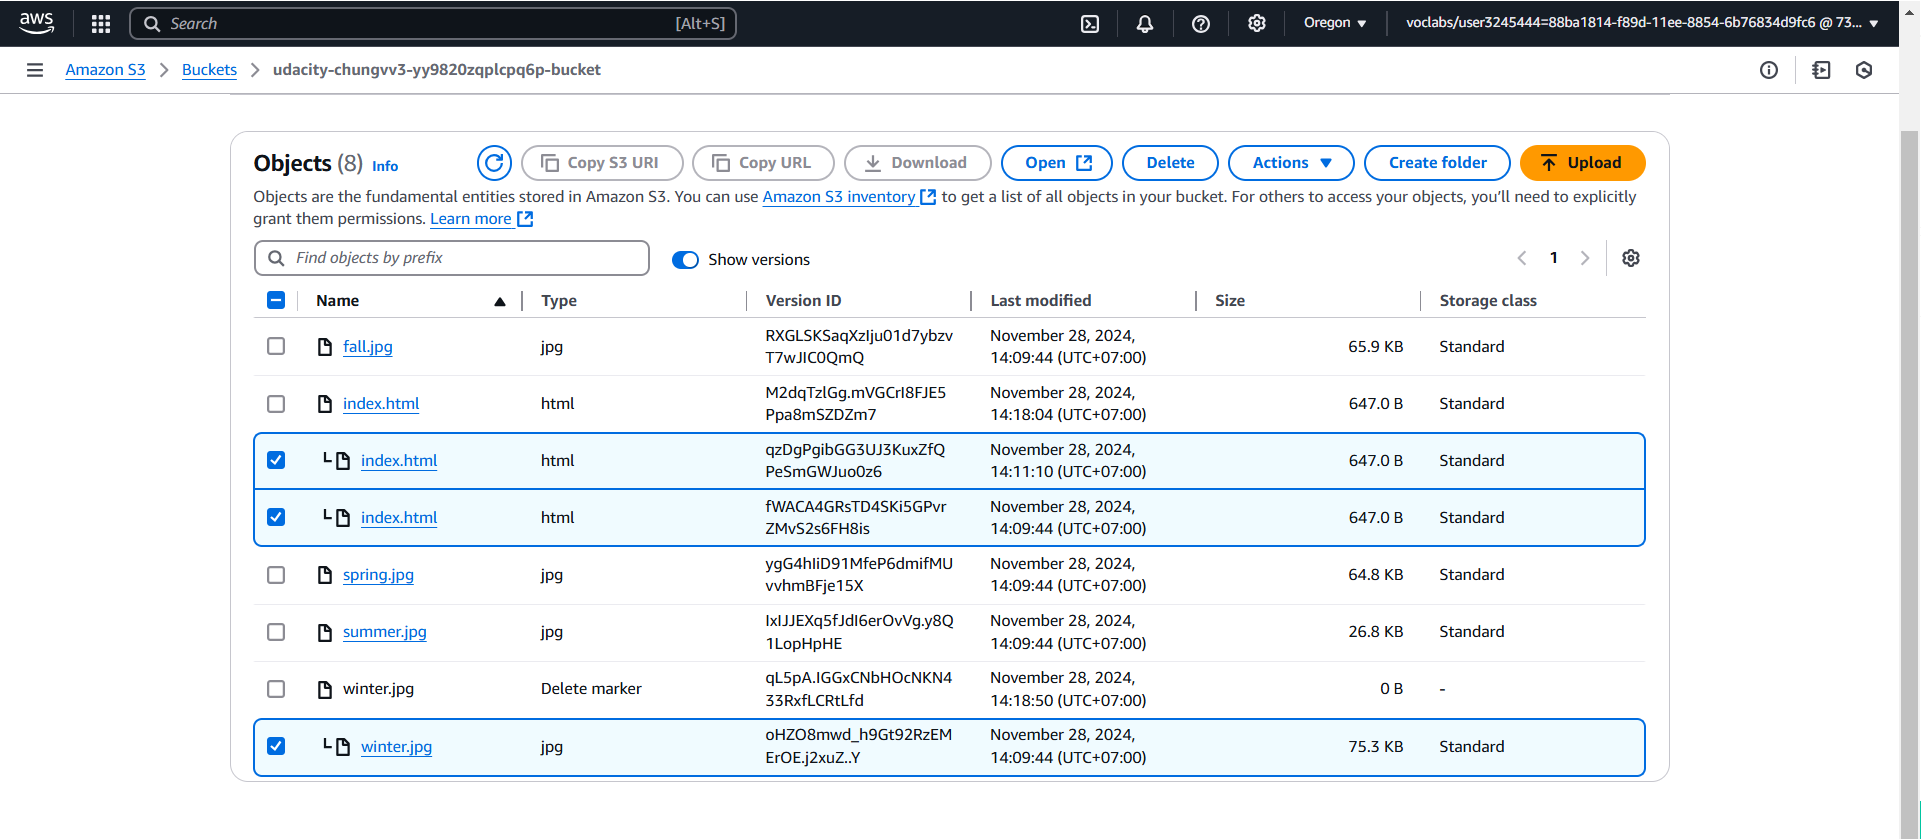 aws Search [Alt+S] Oregon ▼ voclabs/user3245444=88ba1814-f89d-11ee-8854-6b76834d9fc6 @ 73... ▼
Amazon S3 > Buckets > udacity-chungvv3-yy9820zqplcpq6p-bucket
Objects (8) Info Copy S3 URI Copy URL Download Open Delete Actions ▼ Create folder Upload
Objects are the fundamental entities stored in Amazon S3. You can use Amazon S3 inventory to get a list of all objects in your bucket. For others to access your objects, you'll need to explicitly
grant them permissions. Learn more
Find objects by prefix Show versions < 1 >
Name ▲ Type Version ID Last modified Size Storage class
fall.jpg jpg RXGLSKSaqXzIju01d7ybzv November 28, 2024, 65.9 KB Standard
T7wJIC0QmQ 14:09:44 (UTC+07:00)
index.html html M2dqTzlGg.mVGCrI8FJE5 November 28, 2024, 647.0 B Standard
Ppa8mSZDZm7 14:18:04 (UTC+07:00)
index.html html qzDgPgibGG3UJ3KuxZfQ November 28, 2024, 647.0 B Standard
PeSmGWJuo0z6 14:11:10 (UTC+07:00)
index.html html fWACA4GRsTD4SKi5GPvr November 28, 2024, 647.0 B Standard
ZMvS2s6FH8is 14:09:44 (UTC+07:00)
spring.jpg jpg ygG4hIiD91MfeP6dmifMU November 28, 2024, 64.8 KB Standard
vvhmBFje15X 14:09:44 (UTC+07:00)
summer.jpg jpg IxIJJEXq5fJdI6erOvVg.y8Q November 28, 2024, 26.8 KB Standard
1LopHpHE 14:09:44 (UTC+07:00)
winter.jpg Delete marker qL5pA.IGGxCNbHOcNKN4 November 28, 2024, 0 B -
33RxfLCRtLfd 14:18:50 (UTC+07:00)
winter.jpg jpg oHZO8mwd_h9Gt92RzEM November 28, 2024, 75.3 KB Standard
ErOE.j2xuZ..Y 14:09:44 (UTC+07:00)